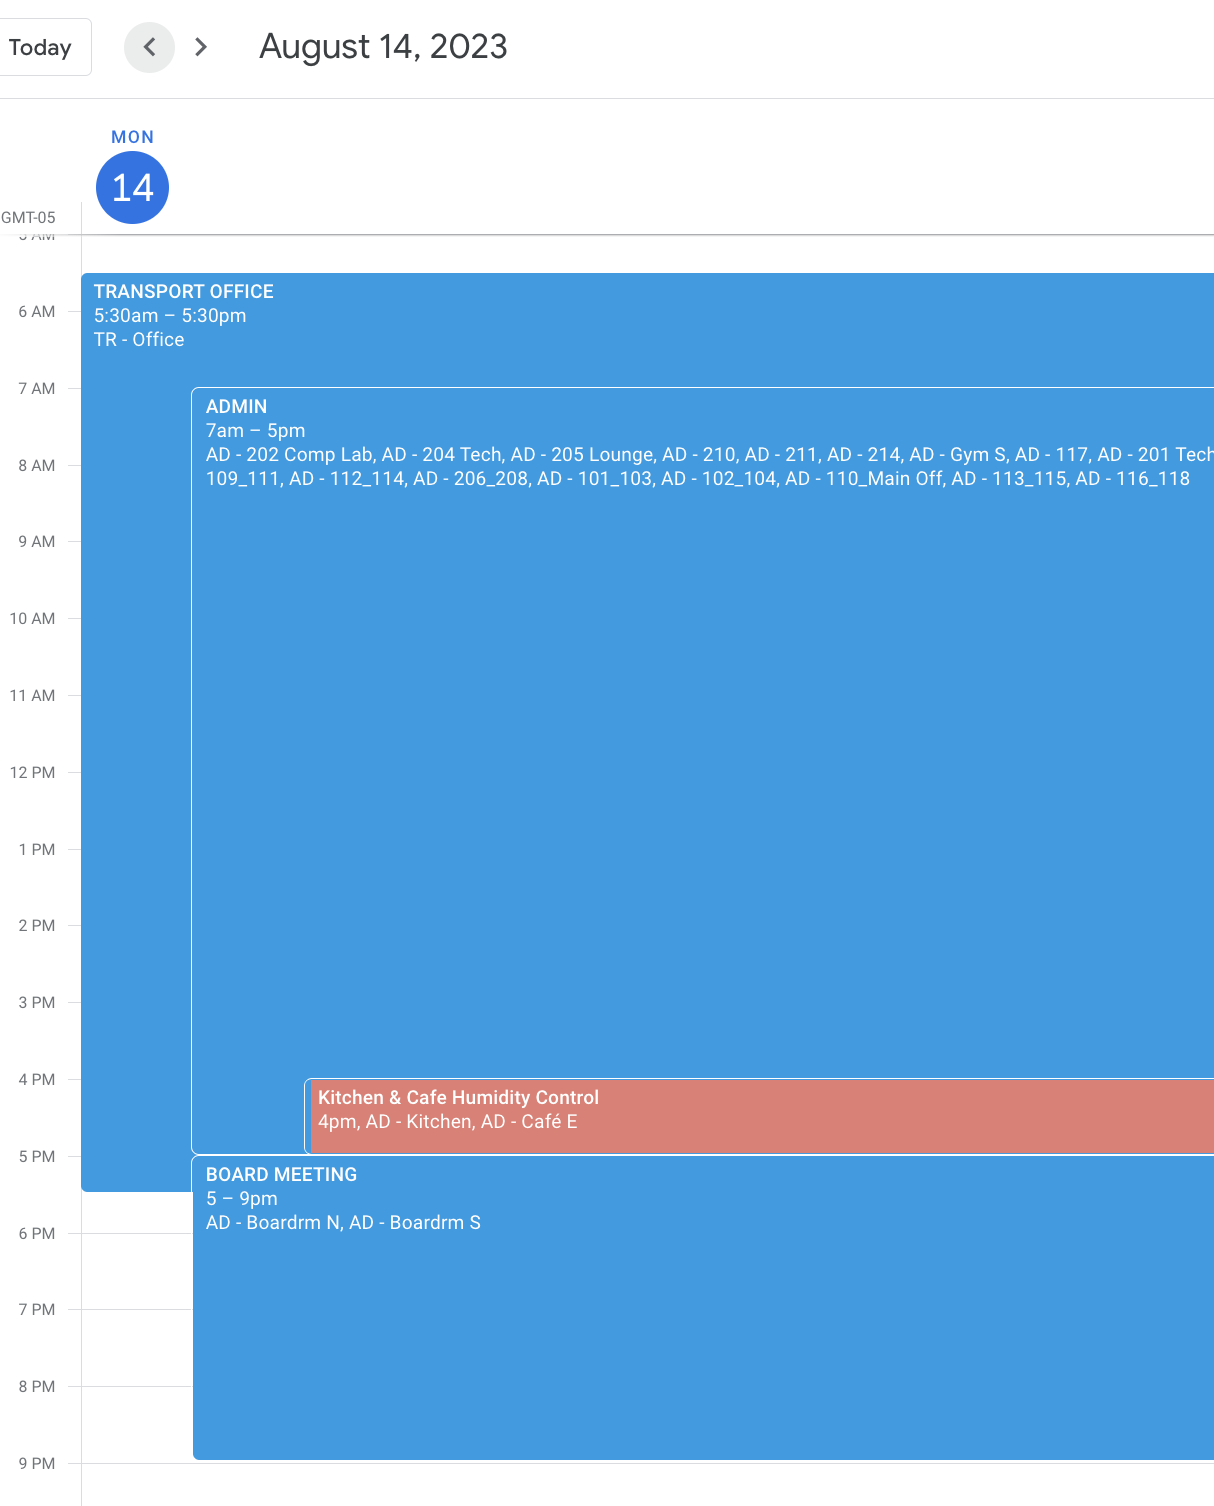 Today
August 14, 2023
MON
14
GMT-05
5 AM
TRANSPORT OFFICE
5:30am – 5:30pm
TR - Office
6 AM
7 AM
ADMIN
7am – 5pm
AD - 202 Comp Lab, AD - 204 Tech, AD - 205 Lounge, AD - 210, AD - 211, AD - 214, AD - Gym S, AD - 117, AD - 201 Tech
109_111, AD - 112_114, AD - 206_208, AD - 101_103, AD - 102_104, AD - 110_Main Off, AD - 113_115, AD - 116_118
8 AM
9 AM
10 AM
11 AM
12 PM
1 PM
2 PM
3 PM
4 PM
Kitchen & Cafe Humidity Control
4pm, AD - Kitchen, AD - Café E
5 PM
BOARD MEETING
5 – 9pm
AD - Boardrm N, AD - Boardrm S
6 PM
7 PM
8 PM
9 PM